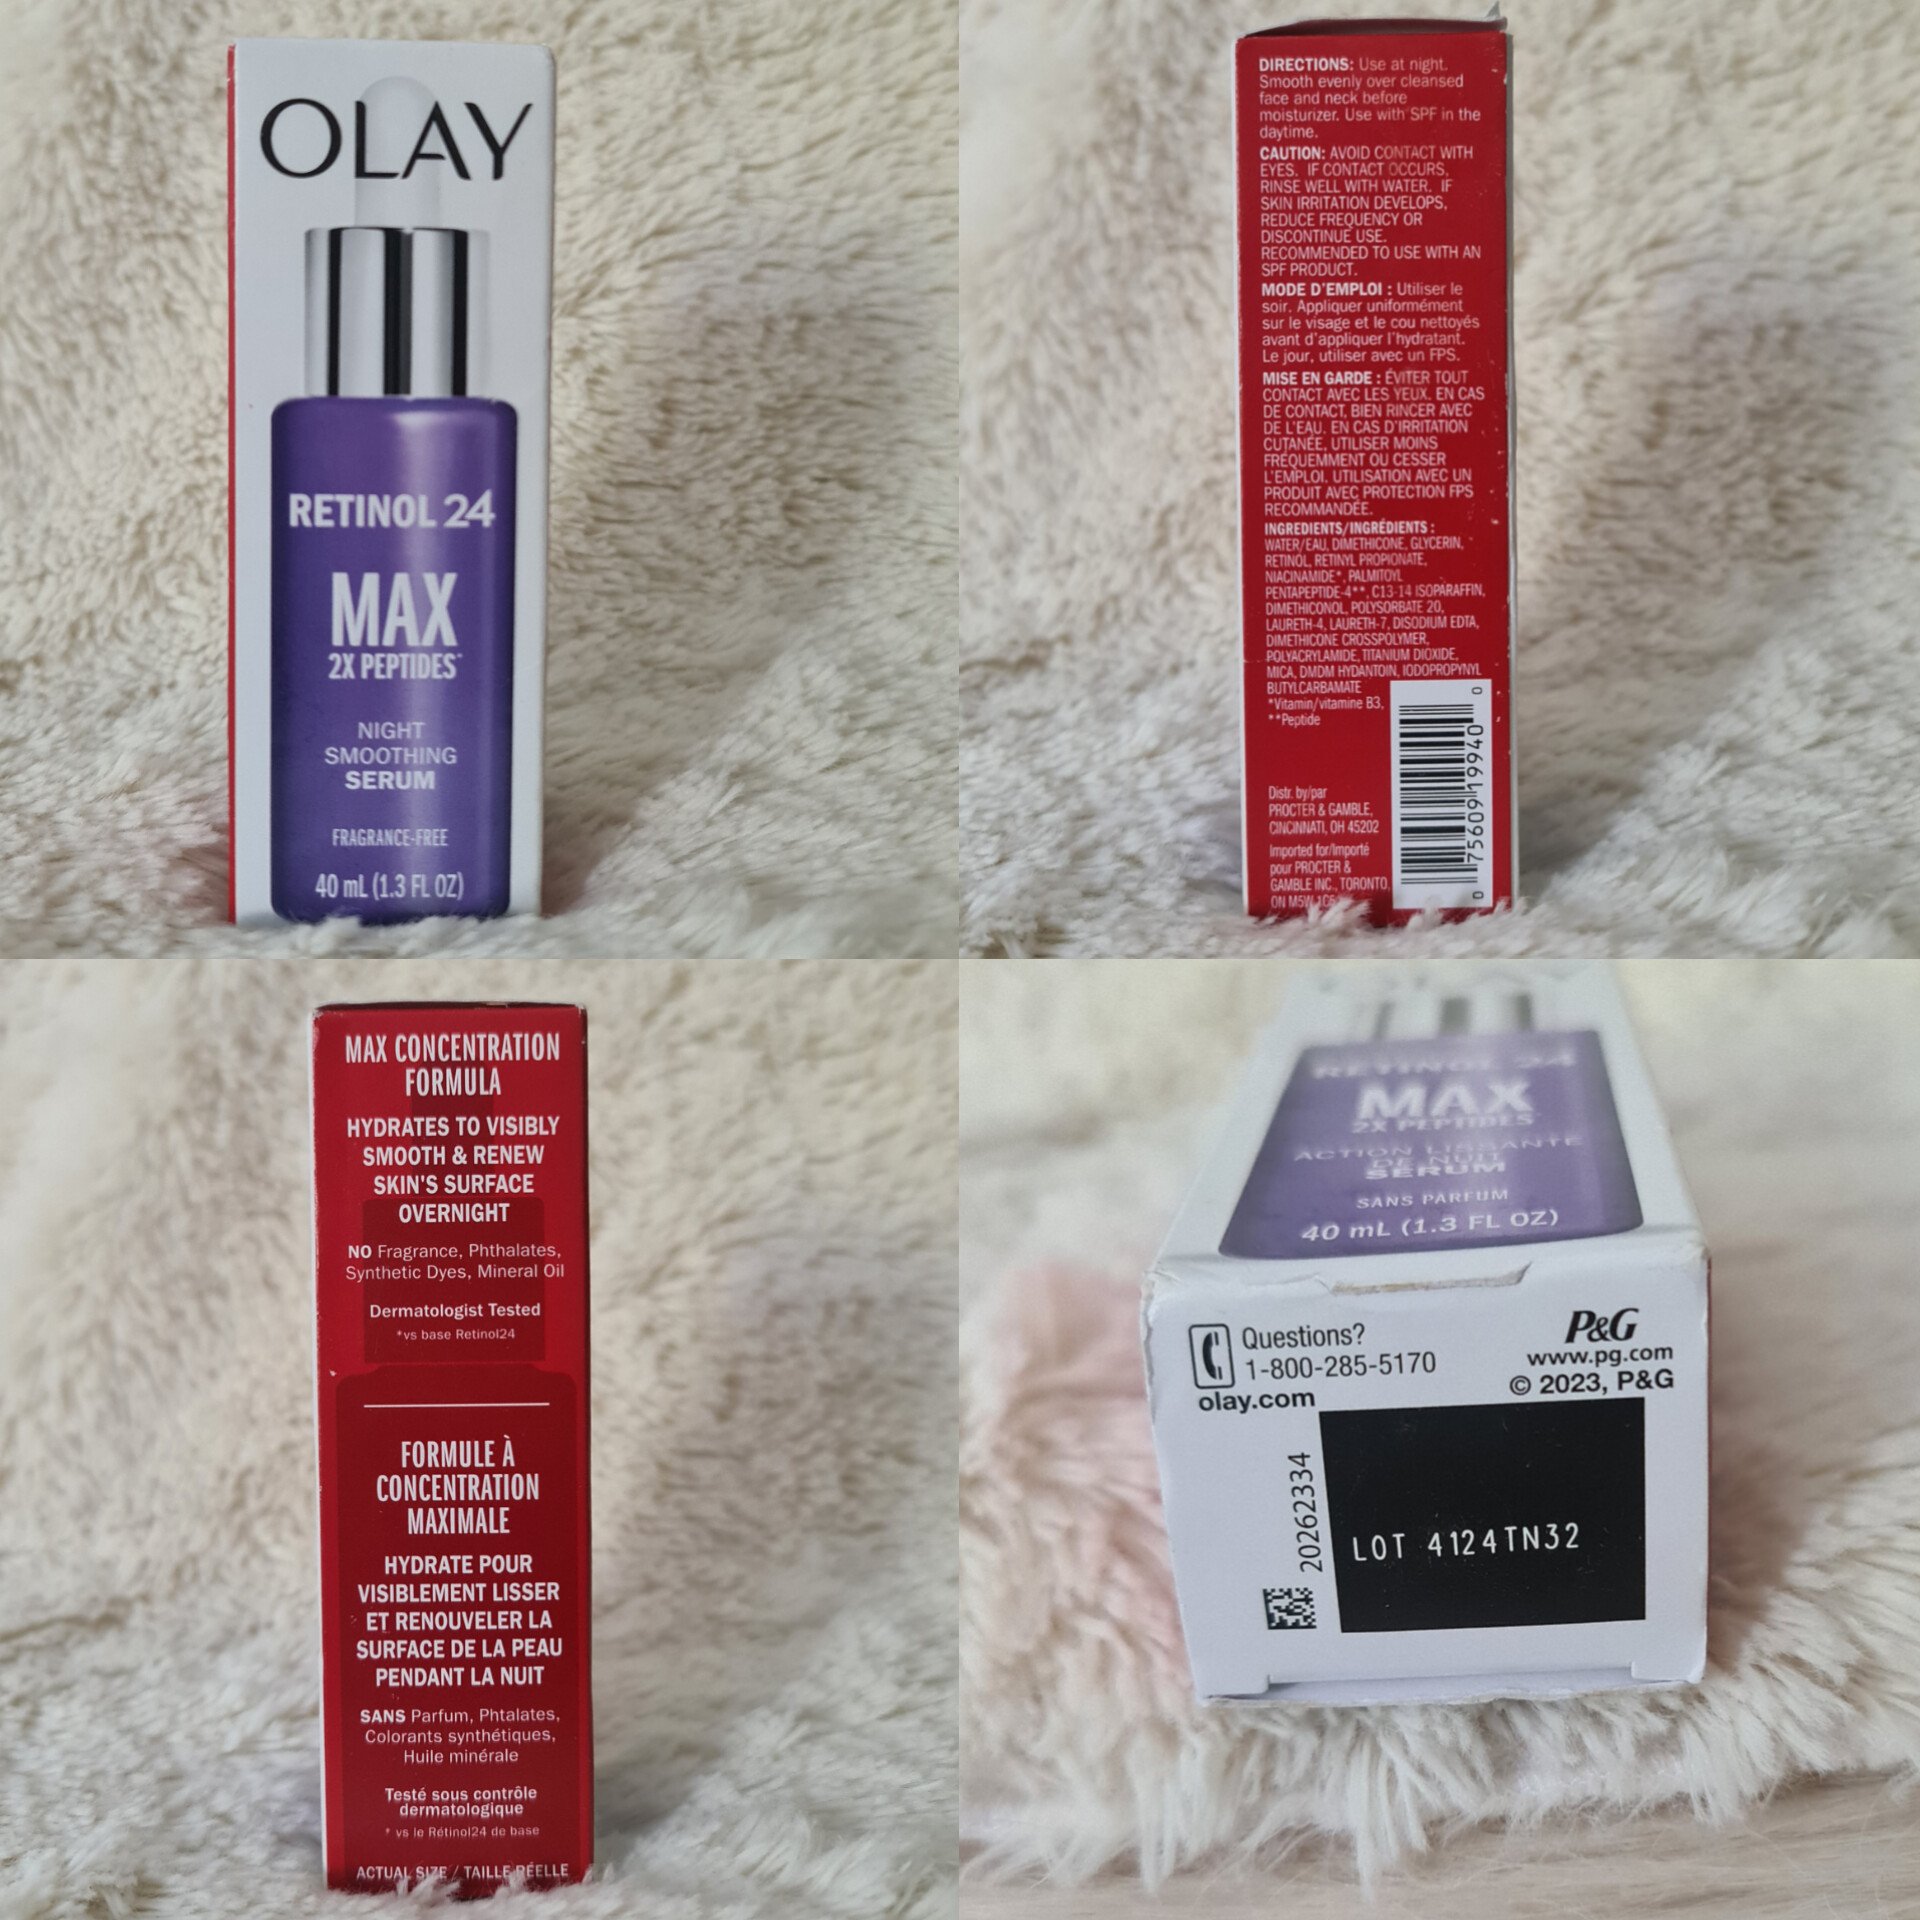 OLAY
RETINOL 24
MAX
2X PEPTIDES*
NIGHT
SMOOTHING
SERUM
FRAGRANCE-FREE
40 mL (1.3 FL OZ)
DIRECTIONS: Use at night.
Smooth evenly over cleansed
face and neck before
moisturizer. Use with SPF in the
daytime.
CAUTION: AVOID CONTACT WITH
EYES. IF CONTACT OCCURS,
RINSE WELL WITH WATER. IF
SKIN IRRITATION DEVELOPS,
REDUCE FREQUENCY OR
DISCONTINUE USE.
RECOMMENDED TO USE WITH AN
SPF PRODUCT.
MODE D'EMPLOI : Utiliser le
soir. Appliquer uniformément
sur le visage et le cou nettoyés
avant d'appliquer l'hydratant.
Le jour, utiliser avec un FPS.
MISE EN GARDE : ÉVITER TOUT
CONTACT AVEC LES YEUX. EN CAS
DE CONTACT, BIEN RINCER AVEC
DE L'EAU. EN CAS D'IRRITATION
CUTANÉE, UTILISER MOINS
FRÉQUEMMENT OU CESSER
L'EMPLOI. UTILISATION AVEC UN
PRODUIT AVEC PROTECTION FPS
RECOMMANDÉE.
INGREDIENTS/INGRÉDIENTS :
WATER/EAU, DIMETHICONE, GLYCERIN,
RETINOL, RETINYL PROPIONATE,
NIACINAMIDE*, PALMITOYL
PENTAPEPTIDE-4**, C13-14 ISOPARAFFIN,
DIMETHICONOL, POLYSORBATE 20,
LAURETH-4, LAURETH-7, DISODIUM EDTA,
DIMETHICONE CROSSPOLYMER,
POLYACRYLAMIDE, TITANIUM DIOXIDE,
MICA, DMDM HYDANTOIN, IODOPROPYNYL
BUTYLCARBAMATE
*Vitamin/vitamine B3,
**Peptide
Distr. by/par
PROCTER & GAMBLE,
CINCINNATI, OH 45202
Imported for/Importé
pour PROCTER &
GAMBLE INC., TORONTO,
ON M5W 1C5
0 75609 19940 0
MAX CONCENTRATION
FORMULA
HYDRATES TO VISIBLY
SMOOTH & RENEW
SKIN'S SURFACE
OVERNIGHT
NO Fragrance, Phthalates,
Synthetic Dyes, Mineral Oil
Dermatologist Tested
*vs base Retinol24
FORMULE À
CONCENTRATION
MAXIMALE
HYDRATE POUR
VISIBLEMENT LISSER
ET RENOUVELER LA
SURFACE DE LA PEAU
PENDANT LA NUIT
SANS Parfum, Phtalates,
Colorants synthétiques,
Huile minérale
Testé sous contrôle
dermatologique
* vs le Rétinol24 de base
ACTUAL SIZE / TAILLE RÉELLE
RETINOL 24
MAX
2X PEPTIDES
ACTION LISSANTE
DE NUIT
SÉRUM
SANS PARFUM
40 mL (1.3 FL OZ)
Questions?
1-800-285-5170
olay.com
P&G
www.pg.com
© 2023, P&G
20262334
LOT 4124TN32